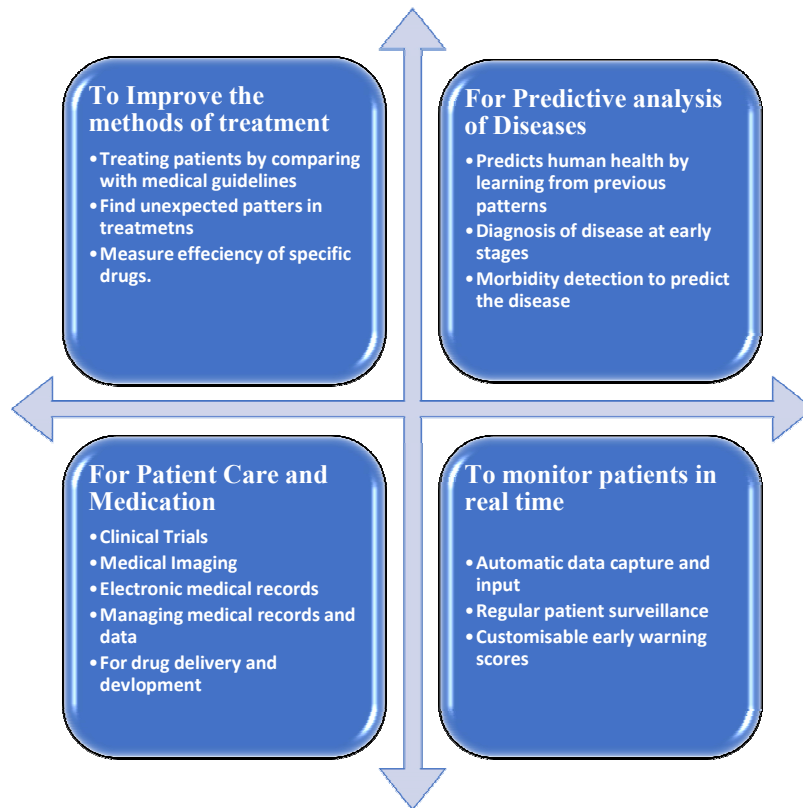 To Improve the
methods of treatment
•Treating patients by comparing
with medical guidelines
•Find unexpected patters in
treatmetns
•Measure effeciency of specific
drugs.
For Predictive analysis
of Diseases
•Predicts human health by
learning from previous
patterns
•Diagnosis of disease at early
stages
•Morbidity detection to predict
the disease
For Patient Care and
Medication
•Clinical Trials
•Medical Imaging
•Electronic medical records
•Managing medical records and
data
•For drug delivery and
devlopment
To monitor patients in
real time
•Automatic data capture and
input
•Regular patient surveillance
•Customisable early warning
scores